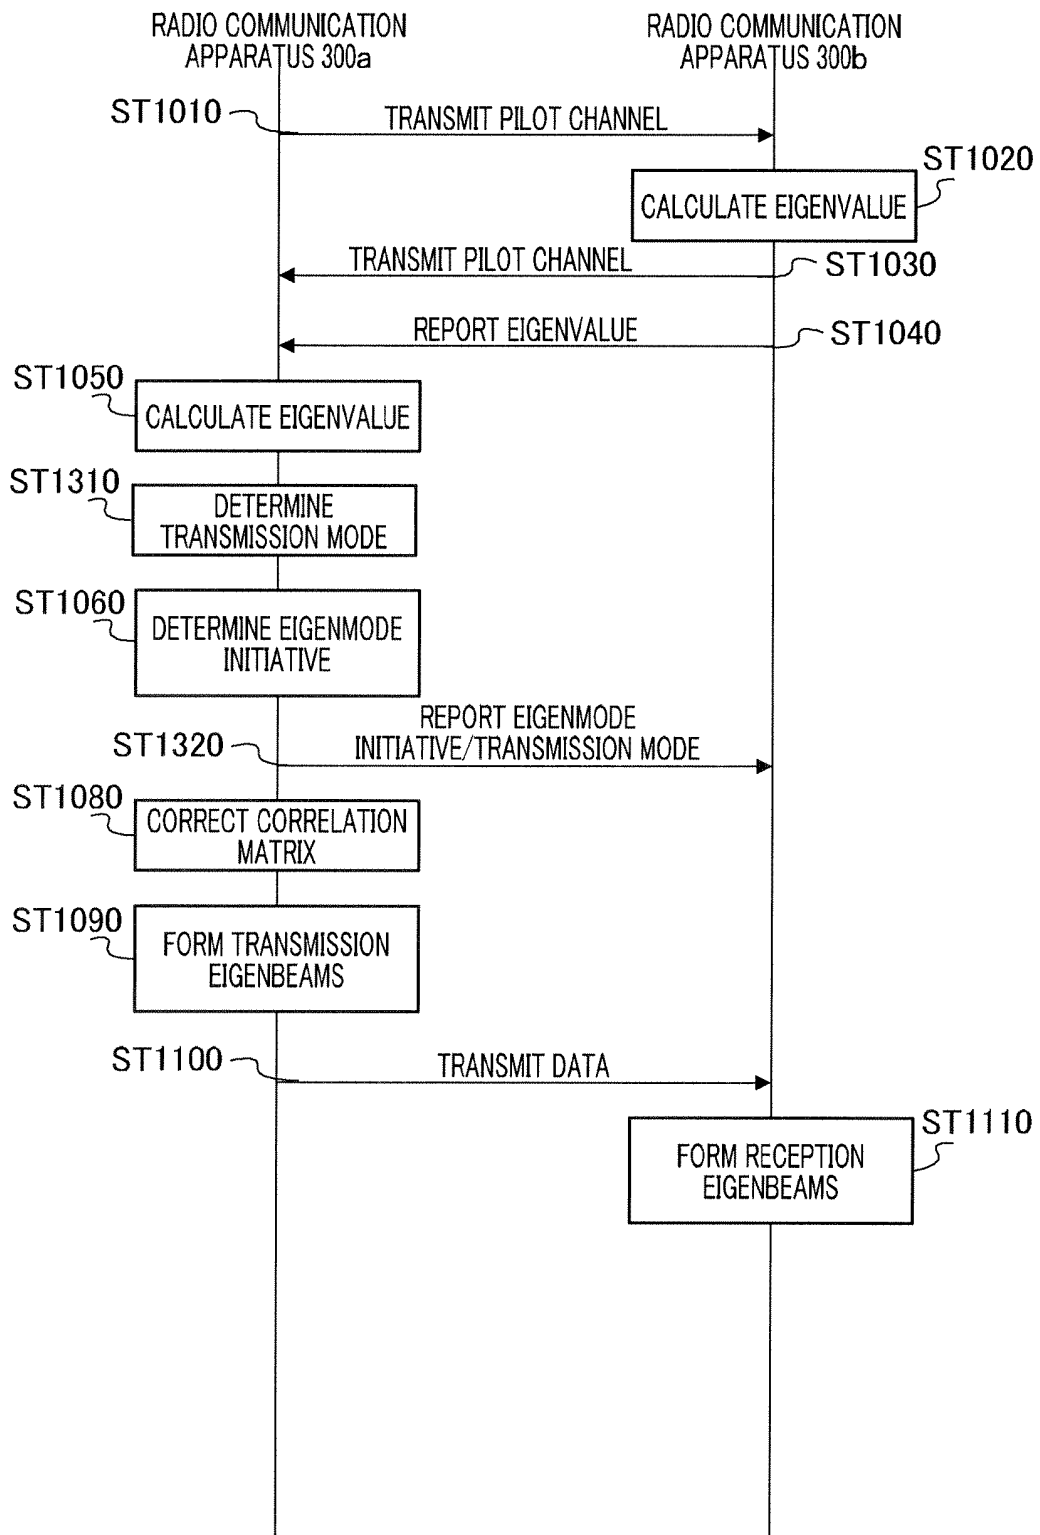 RADIO COMMUNICATION
APPARATUS 300a
RADIO COMMUNICATION
APPARATUS 300b
ST1010
TRANSMIT PILOT CHANNEL
ST1020
CALCULATE EIGENVALUE
TRANSMIT PILOT CHANNEL
ST1030
REPORT EIGENVALUE
ST1040
ST1050
CALCULATE EIGENVALUE
ST1310
DETERMINE
TRANSMISSION MODE
ST1060
DETERMINE EIGENMODE
INITIATIVE
REPORT EIGENMODE
INITIATIVE/TRANSMISSION MODE
ST1320
ST1080
CORRECT CORRELATION
MATRIX
ST1090
FORM TRANSMISSION
EIGENBEAMS
ST1100
TRANSMIT DATA
ST1110
FORM RECEPTION
EIGENBEAMS